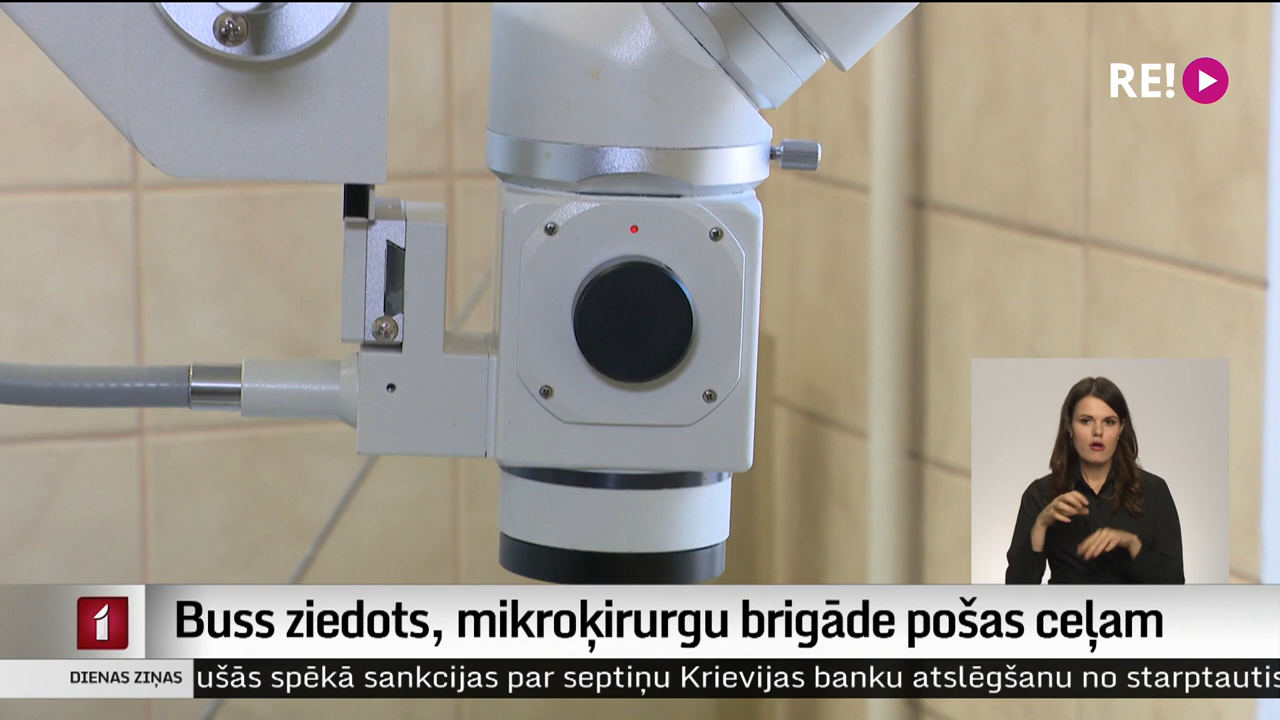 RE!
1
Buss ziedots, mikroķirurgu brigāde pošas ceļam
DIENAS ZIŅAS
ušās spēkā sankcijas par septiņu Krievijas banku atslēgšanu no starptautis